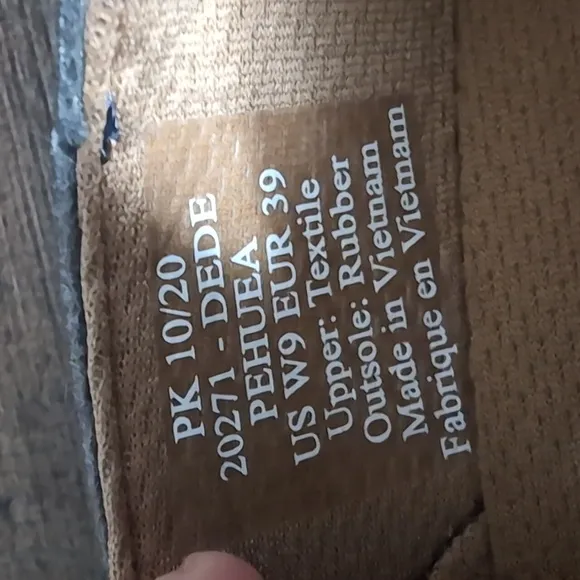 PK 10/20
20271 - DEDE
PEHUEA
US W9 EUR 39
Upper: Textile
Outsole: Rubber
Made in Vietnam
Fabrique en Vietnam